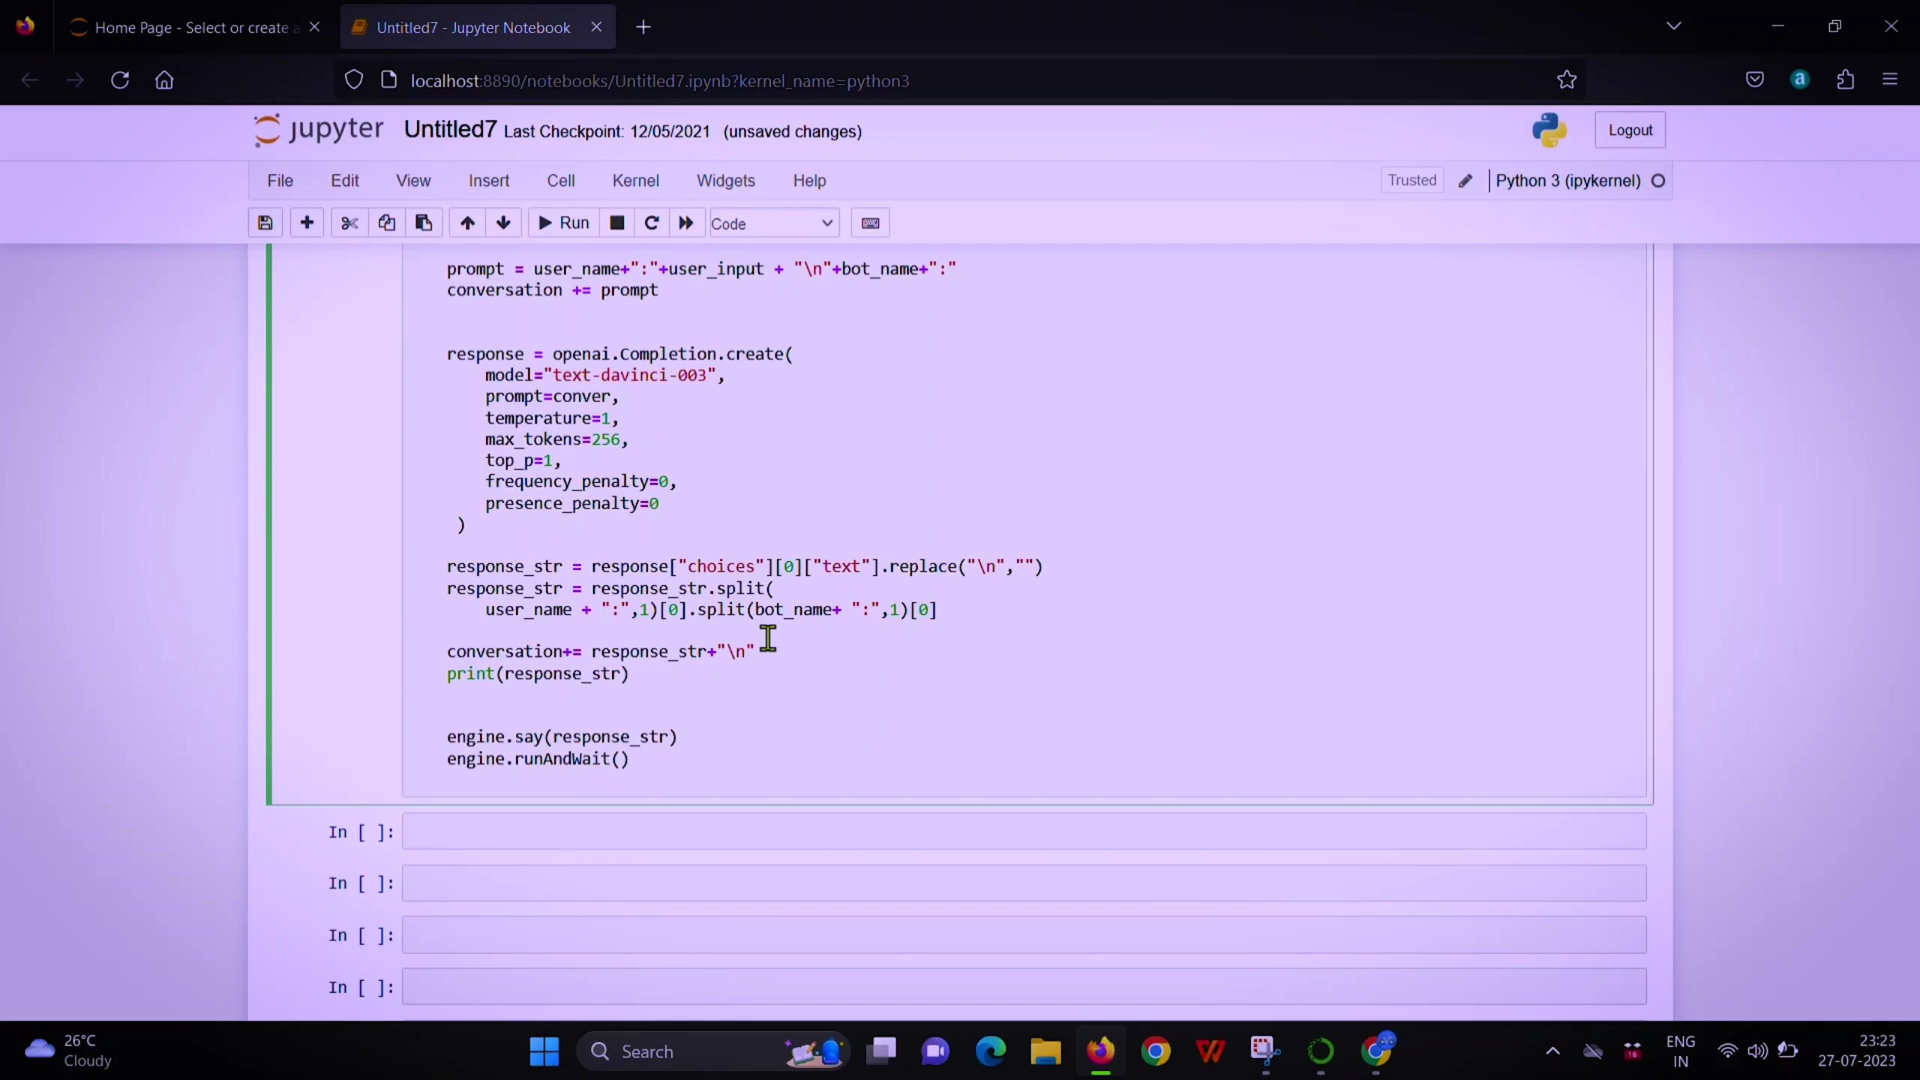 Home Page - Select or create a
Untitled7 - Jupyter Notebook
localhost:8890/notebooks/Untitled7.ipynb?kernel_name=python3
a
jupyter Untitled7 Last Checkpoint: 12/05/2021 (unsaved changes)
Logout
File Edit View Insert Cell Kernel Widgets Help
Trusted Python 3 (ipykernel)
Run Code
prompt = user_name+":"+user_input + "\n"+bot_name+":"
conversation += prompt
response = openai.Completion.create(
model="text-davinci-003",
prompt=conver,
temperature=1,
max_tokens=256,
top_p=1,
frequency_penalty=0,
presence_penalty=0
)
response_str = response["choices"][0]["text"].replace("\n","")
response_str = response_str.split(
user_name + ":",1)[0].split(bot_name+ ":",1)[0]
conversation+= response_str+"\n"
print(response_str)
engine.say(response_str)
engine.runAndWait()
In [ ]:
In [ ]:
In [ ]:
In [ ]:
26°C
Cloudy
Search
16
ENG
IN
23:23
27-07-2023